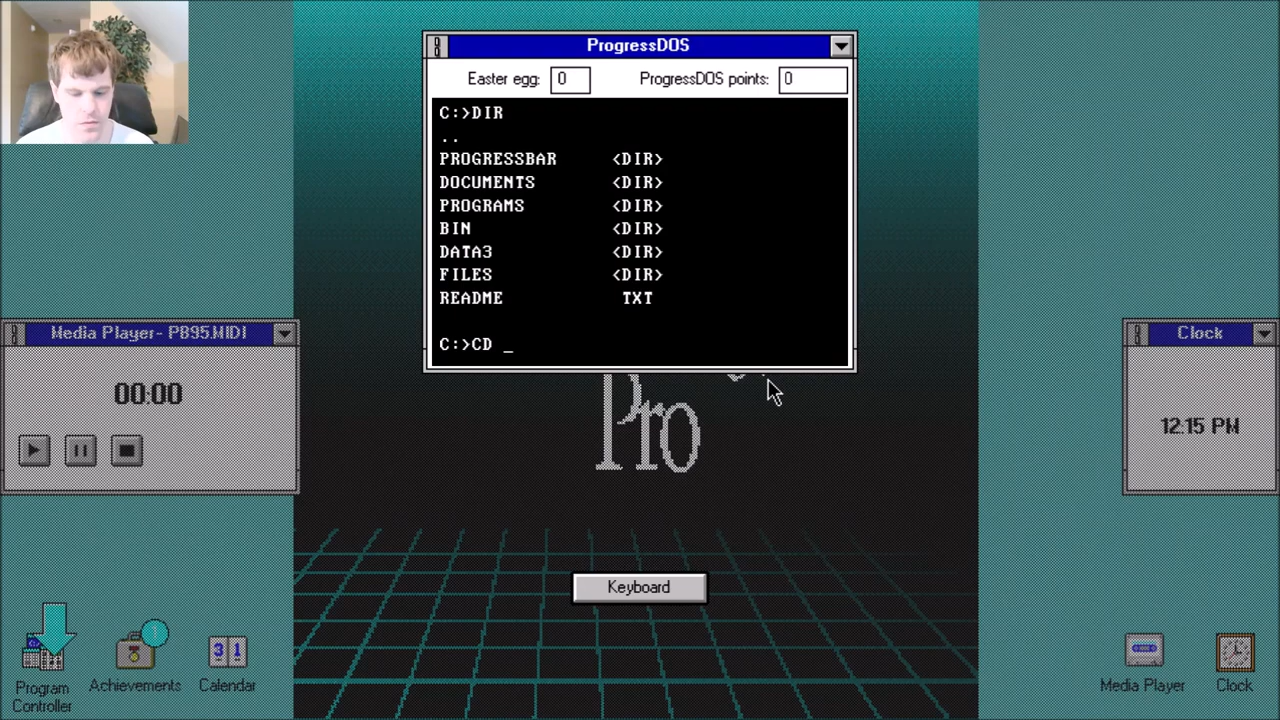 ProgressDOS
Easter egg: 0 ProgressDOS points: 0
C:>DIR
..
PROGRESSBAR <DIR>
DOCUMENTS <DIR>
PROGRAMS <DIR>
BIN <DIR>
DATA3 <DIR>
FILES <DIR>
README TXT
C:>CD _
Media Player- PB95.MIDI
00:00
Clock
12:15 PM
Pro
Keyboard
Program
Controller
Achievements
31
Calendar
Media Player
Clock